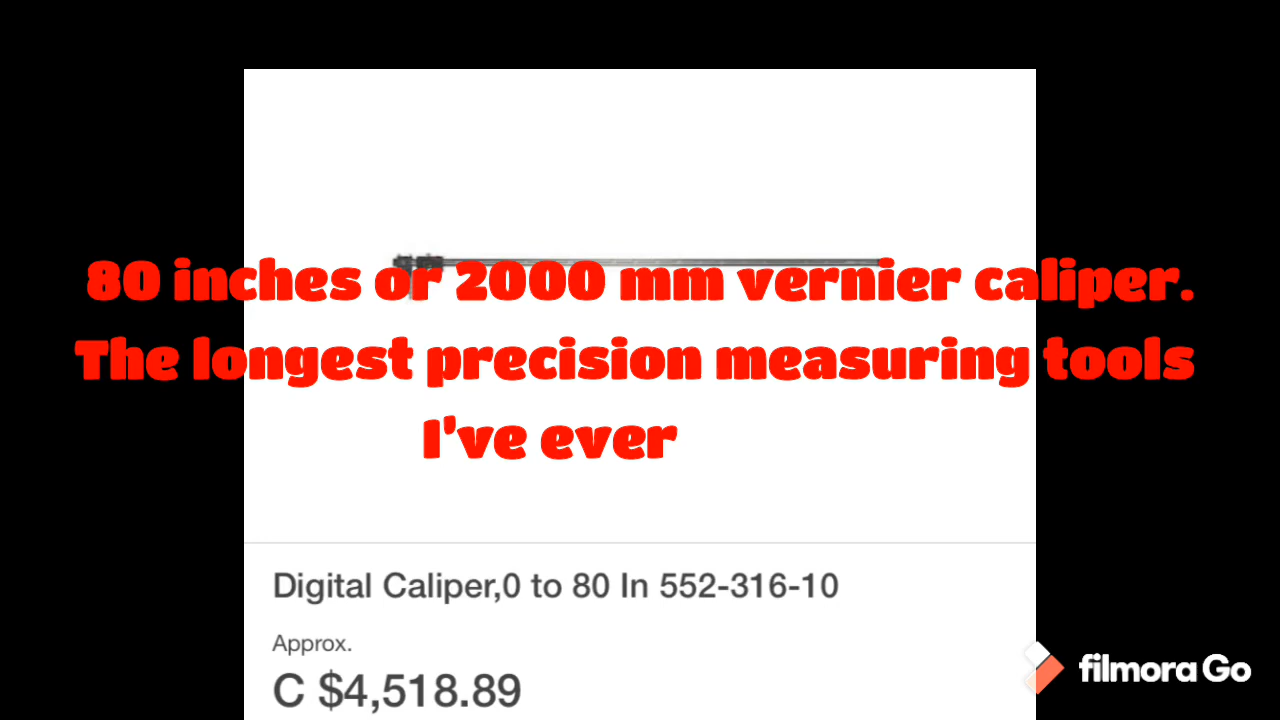 80 inches or 2000 mm vernier caliper.
The longest precision measuring tools
I've ever
Digital Caliper,0 to 80 In 552-316-10
Approx.
C $4,518.89
filmora Go